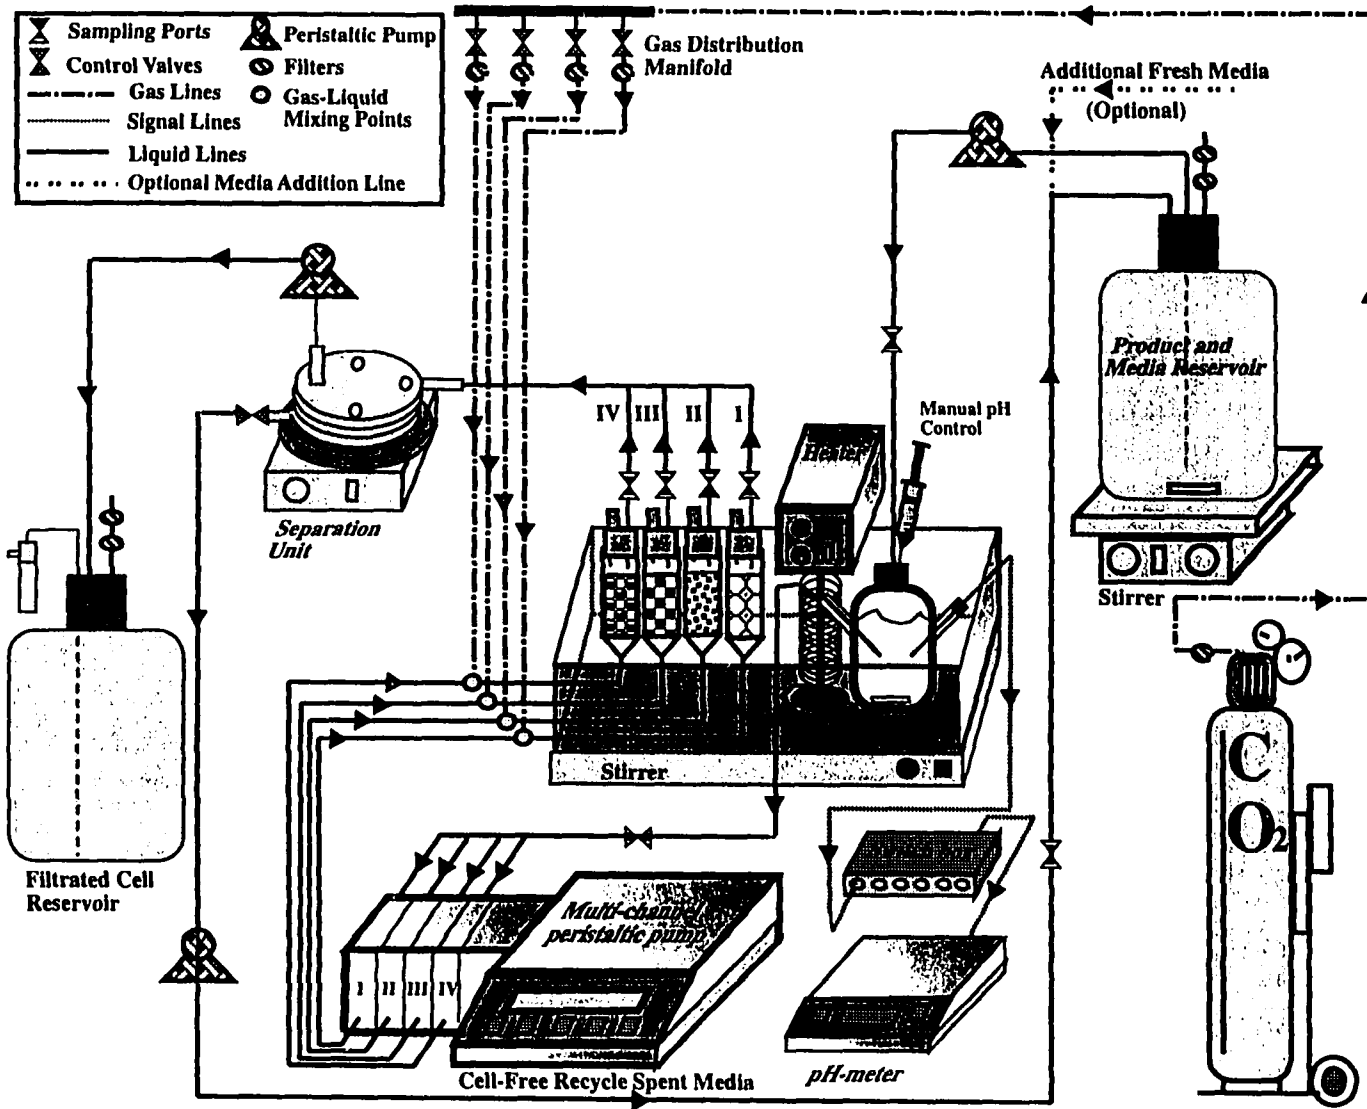 Sampling Ports
Peristaltic Pump
Control Valves
Filters
Gas Lines
Gas-Liquid
Mixing Points
Signal Lines
Liquid Lines
Optional Media Addition Line
Gas Distribution
Manifold
Additional Fresh Media
(Optional)
Product and
Media Reservoir
Stirrer
IV III II I
Manual pH
Control
Heater
Separation
Unit
Stirrer
Filtrated Cell
Reservoir
Multi-channel
peristaltic pump
I II III IV
Cell-Free Recycle Spent Media
pH-meter
C
O2